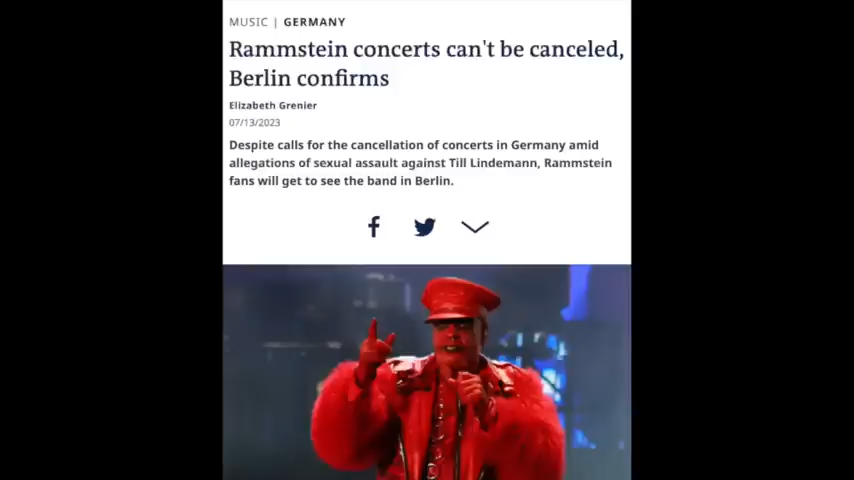 MUSIC | GERMANY
Rammstein concerts can't be canceled,
Berlin confirms
Elizabeth Grenier
07/13/2023
Despite calls for the cancellation of concerts in Germany amid
allegations of sexual assault against Till Lindemann, Rammstein
fans will get to see the band in Berlin.